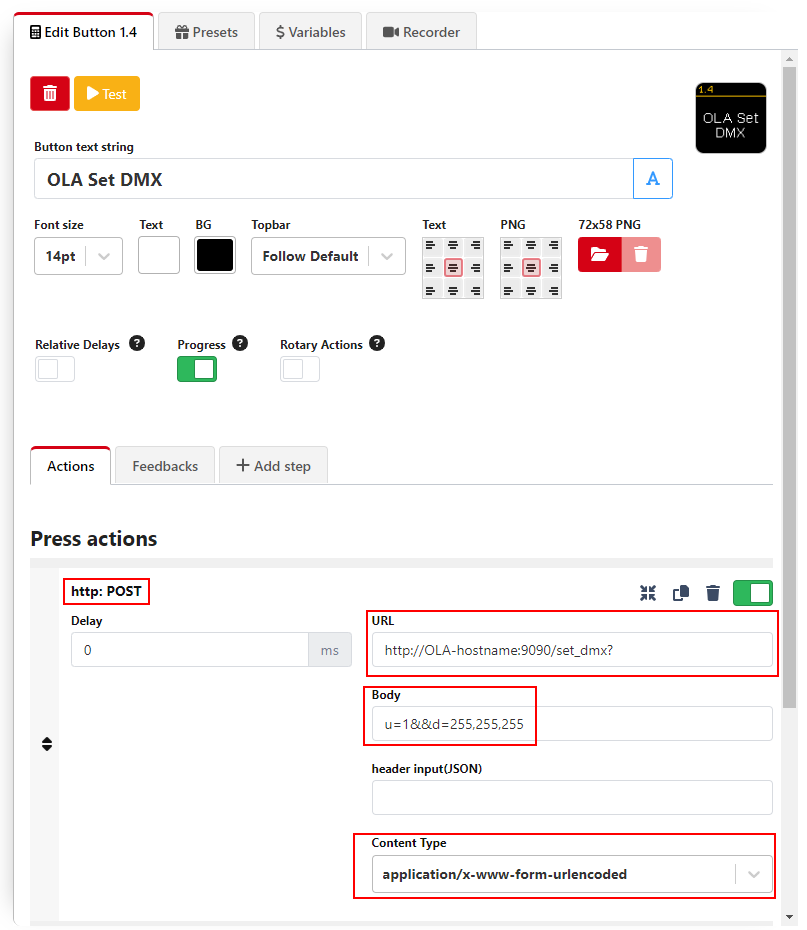 Edit Button 1.4
Presets
$ Variables
Recorder
Test
1.4
OLA Set
DMX
Button text string
OLA Set DMX
A
Font size
Text
BG
Topbar
Text
PNG
72x58 PNG
14pt
Follow Default
Relative Delays ?
Progress ?
Rotary Actions ?
Actions
Feedbacks
+ Add step
Press actions
http: POST
Delay
URL
0
ms
http://OLA-hostname:9090/set_dmx?
Body
u=1&&d=255,255,255
header input(JSON)
Content Type
application/x-www-form-urlencoded